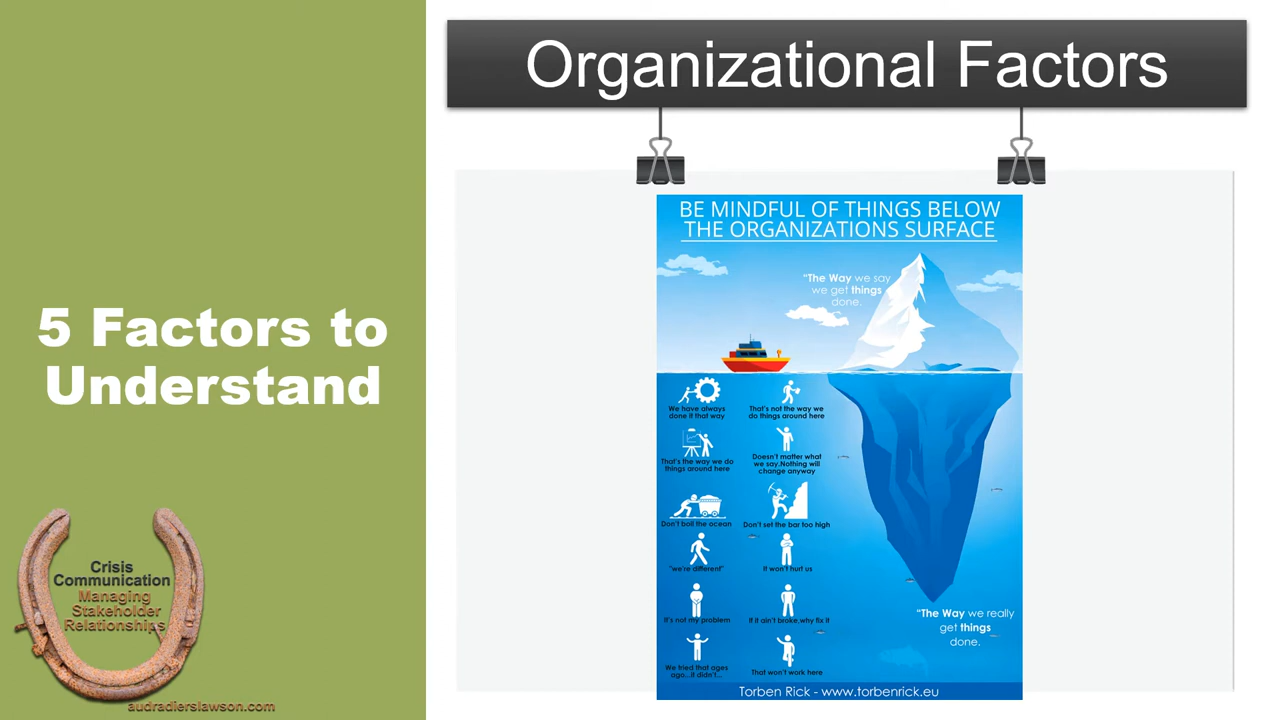 Organizational Factors
5 Factors to
Understand
BE MINDFUL OF THINGS BELOW
THE ORGANIZATIONS SURFACE
"The Way we say
we get things
done.
We have always
done it that way
That's not the way we
do things around here
That's the way we do
things around here
Doesn't matter what
we say,Nothing will
change anyway
Don't boil the ocean
Don't set the bar too high
"we're different"
It won't hurt us
It's not my problem
If it ain't broke,why fix it
We tried that ages
ago...it didn't...
That won't work here
"The Way we really
get things
done.
Torben Rick - www.torbenrick.eu
Crisis
Communication
Managing
Stakeholder
Relationships
audradierslawson.com